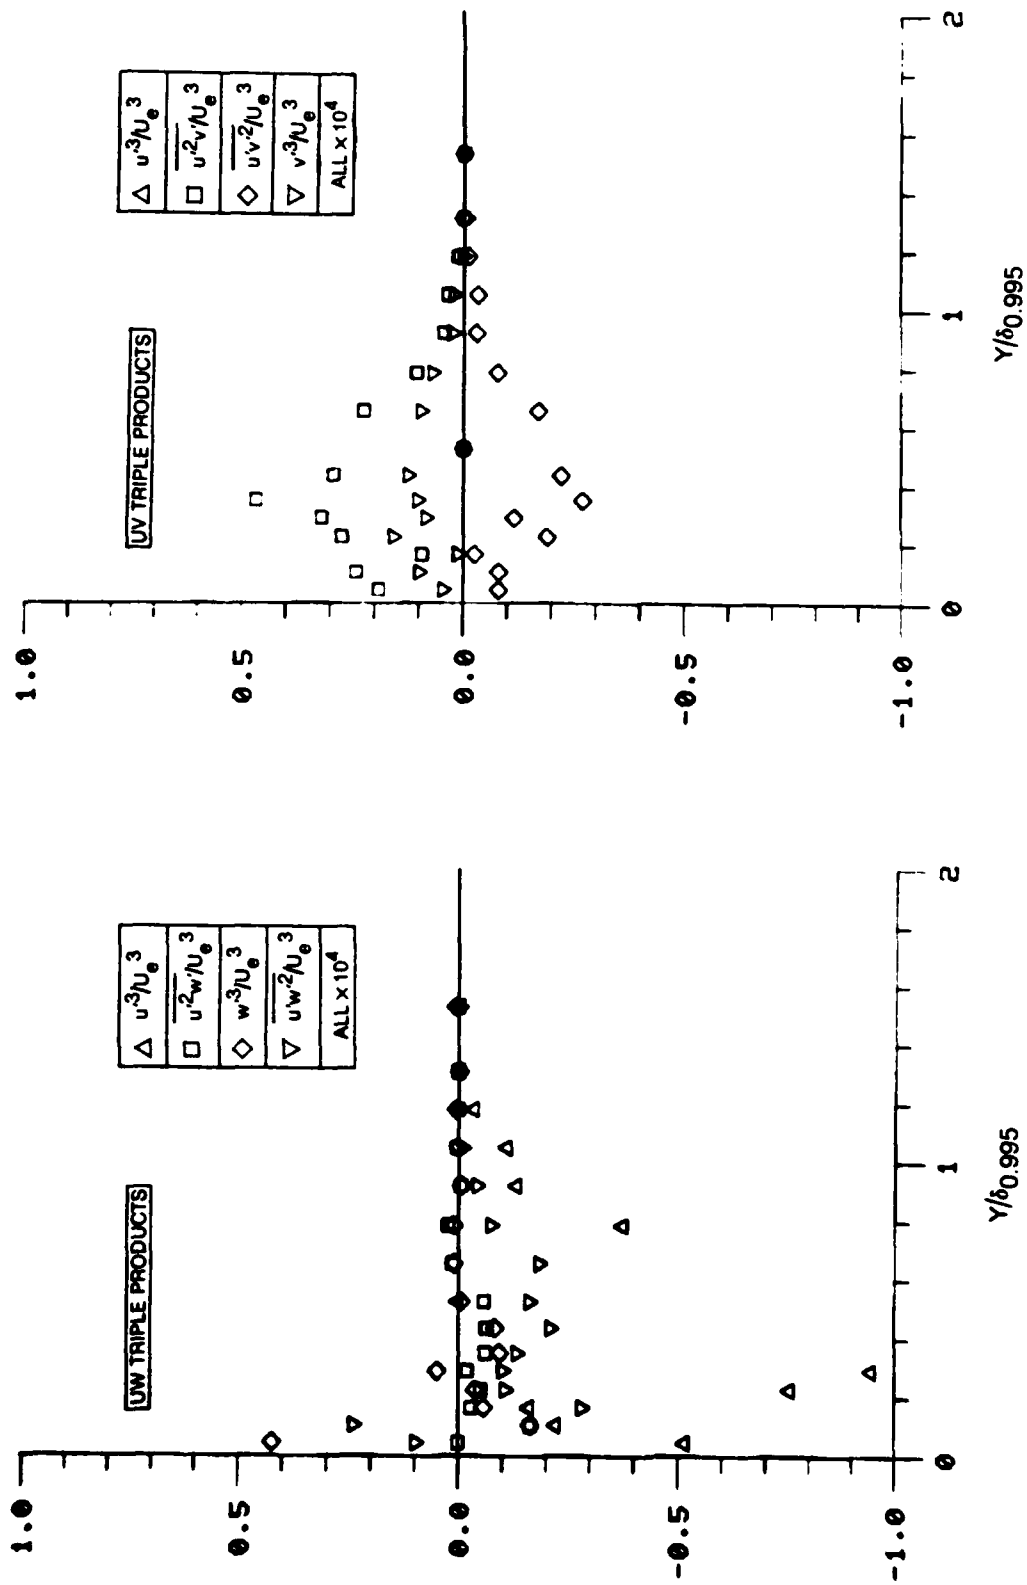 UW TRIPLE PRODUCTS
△ u'³/Uₑ³
□ u'²w'/Uₑ³
◇ w'³/Uₑ³
▽ u'w'²/Uₑ³
ALL × 10⁴
1.0
0.5
0.0
-0.5
-1.0
0
1
2
Y/δ0.995
UV TRIPLE PRODUCTS
△ u'³/Uₑ³
□ u'²v'/Uₑ³
◇ u'v'²/Uₑ³
▽ v'³/Uₑ³
ALL × 10⁴
1.0
0.5
0.0
-0.5
-1.0
0
1
2
Y/δ0.995